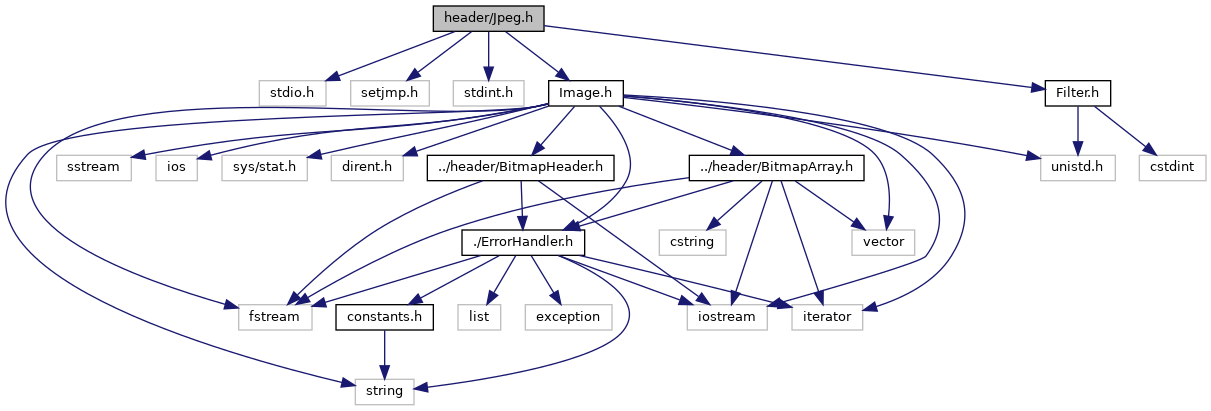 header/Jpeg.h
stdio.h
setjmp.h
stdint.h
Image.h
Filter.h
sstream
ios
sys/stat.h
dirent.h
../header/BitmapHeader.h
../header/BitmapArray.h
unistd.h
cstdint
./ErrorHandler.h
cstring
vector
fstream
constants.h
list
exception
iostream
iterator
string